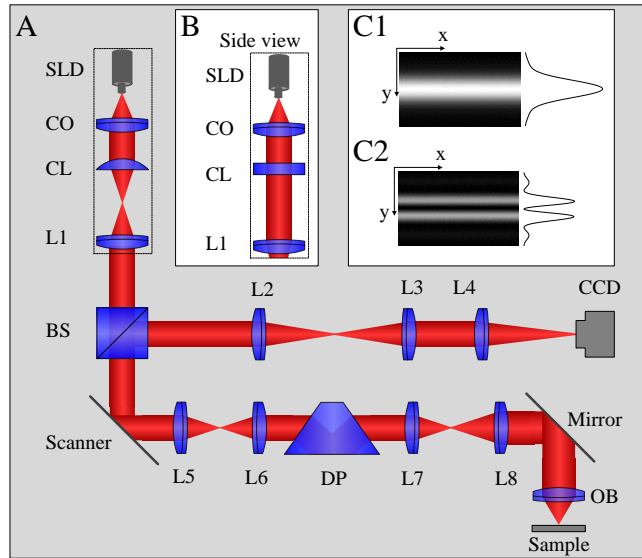 A
B
C1
C2
Side view
SLD
SLD
CO
CO
CL
CL
L1
L1
x
y
x
y
BS
L2
L3
L4
CCD
Scanner
L5
L6
DP
L7
L8
Mirror
OB
Sample